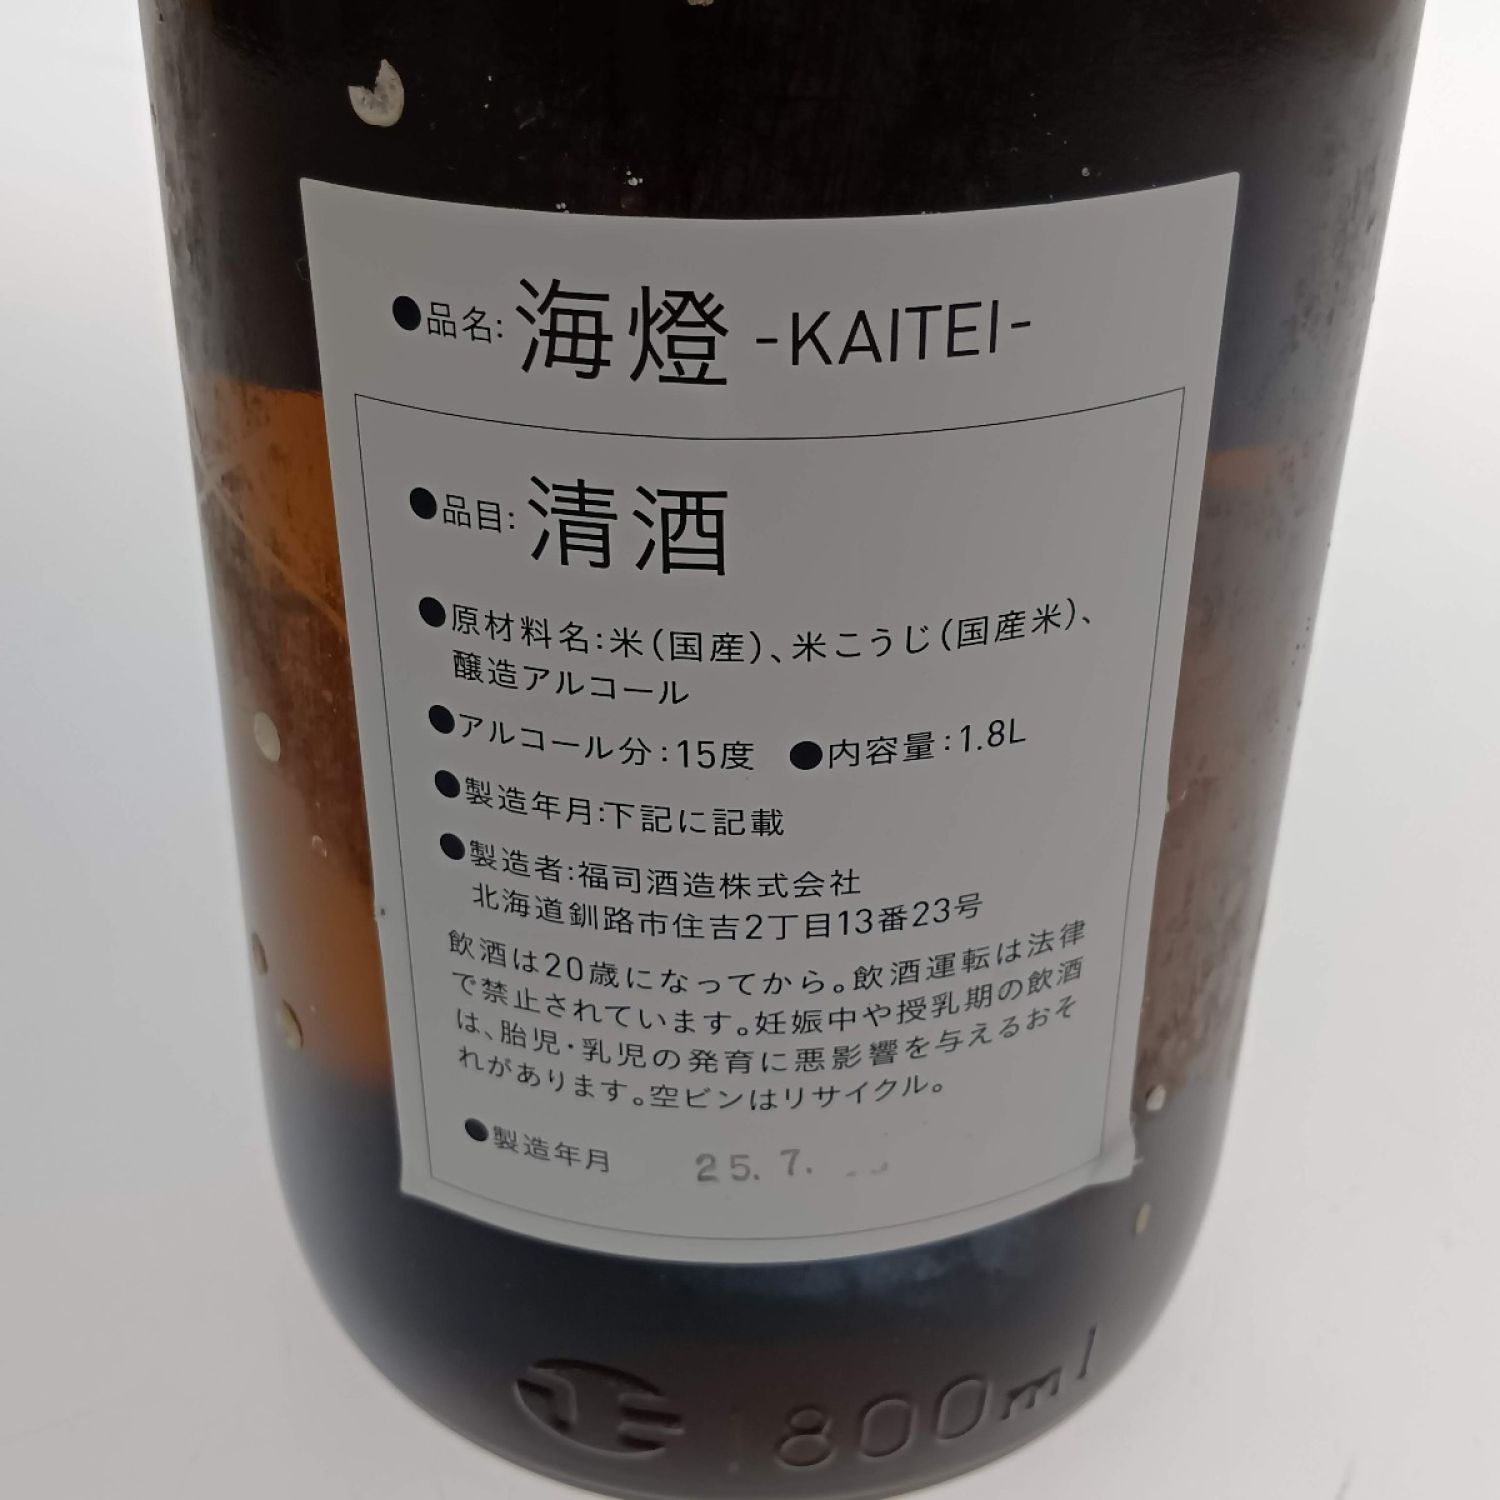 ●品名:海燈 -KAITEI-
●品目:清酒
●原材料名:米(国産)、米こうじ(国産米)、
醸造アルコール
●アルコール分:15度 ●内容量:1.8L
●製造年月:下記に記載
●製造者:福司酒造株式会社
北海道釧路市住吉2丁目13番23号
飲酒は20歳になってから。飲酒運転は法律
で禁止されています。妊娠中や授乳期の飲酒
は、胎児・乳児の発育に悪影響を与えるおそ
れがあります。空ビンはリサイクル。
●製造年月 25.7.
1800ml